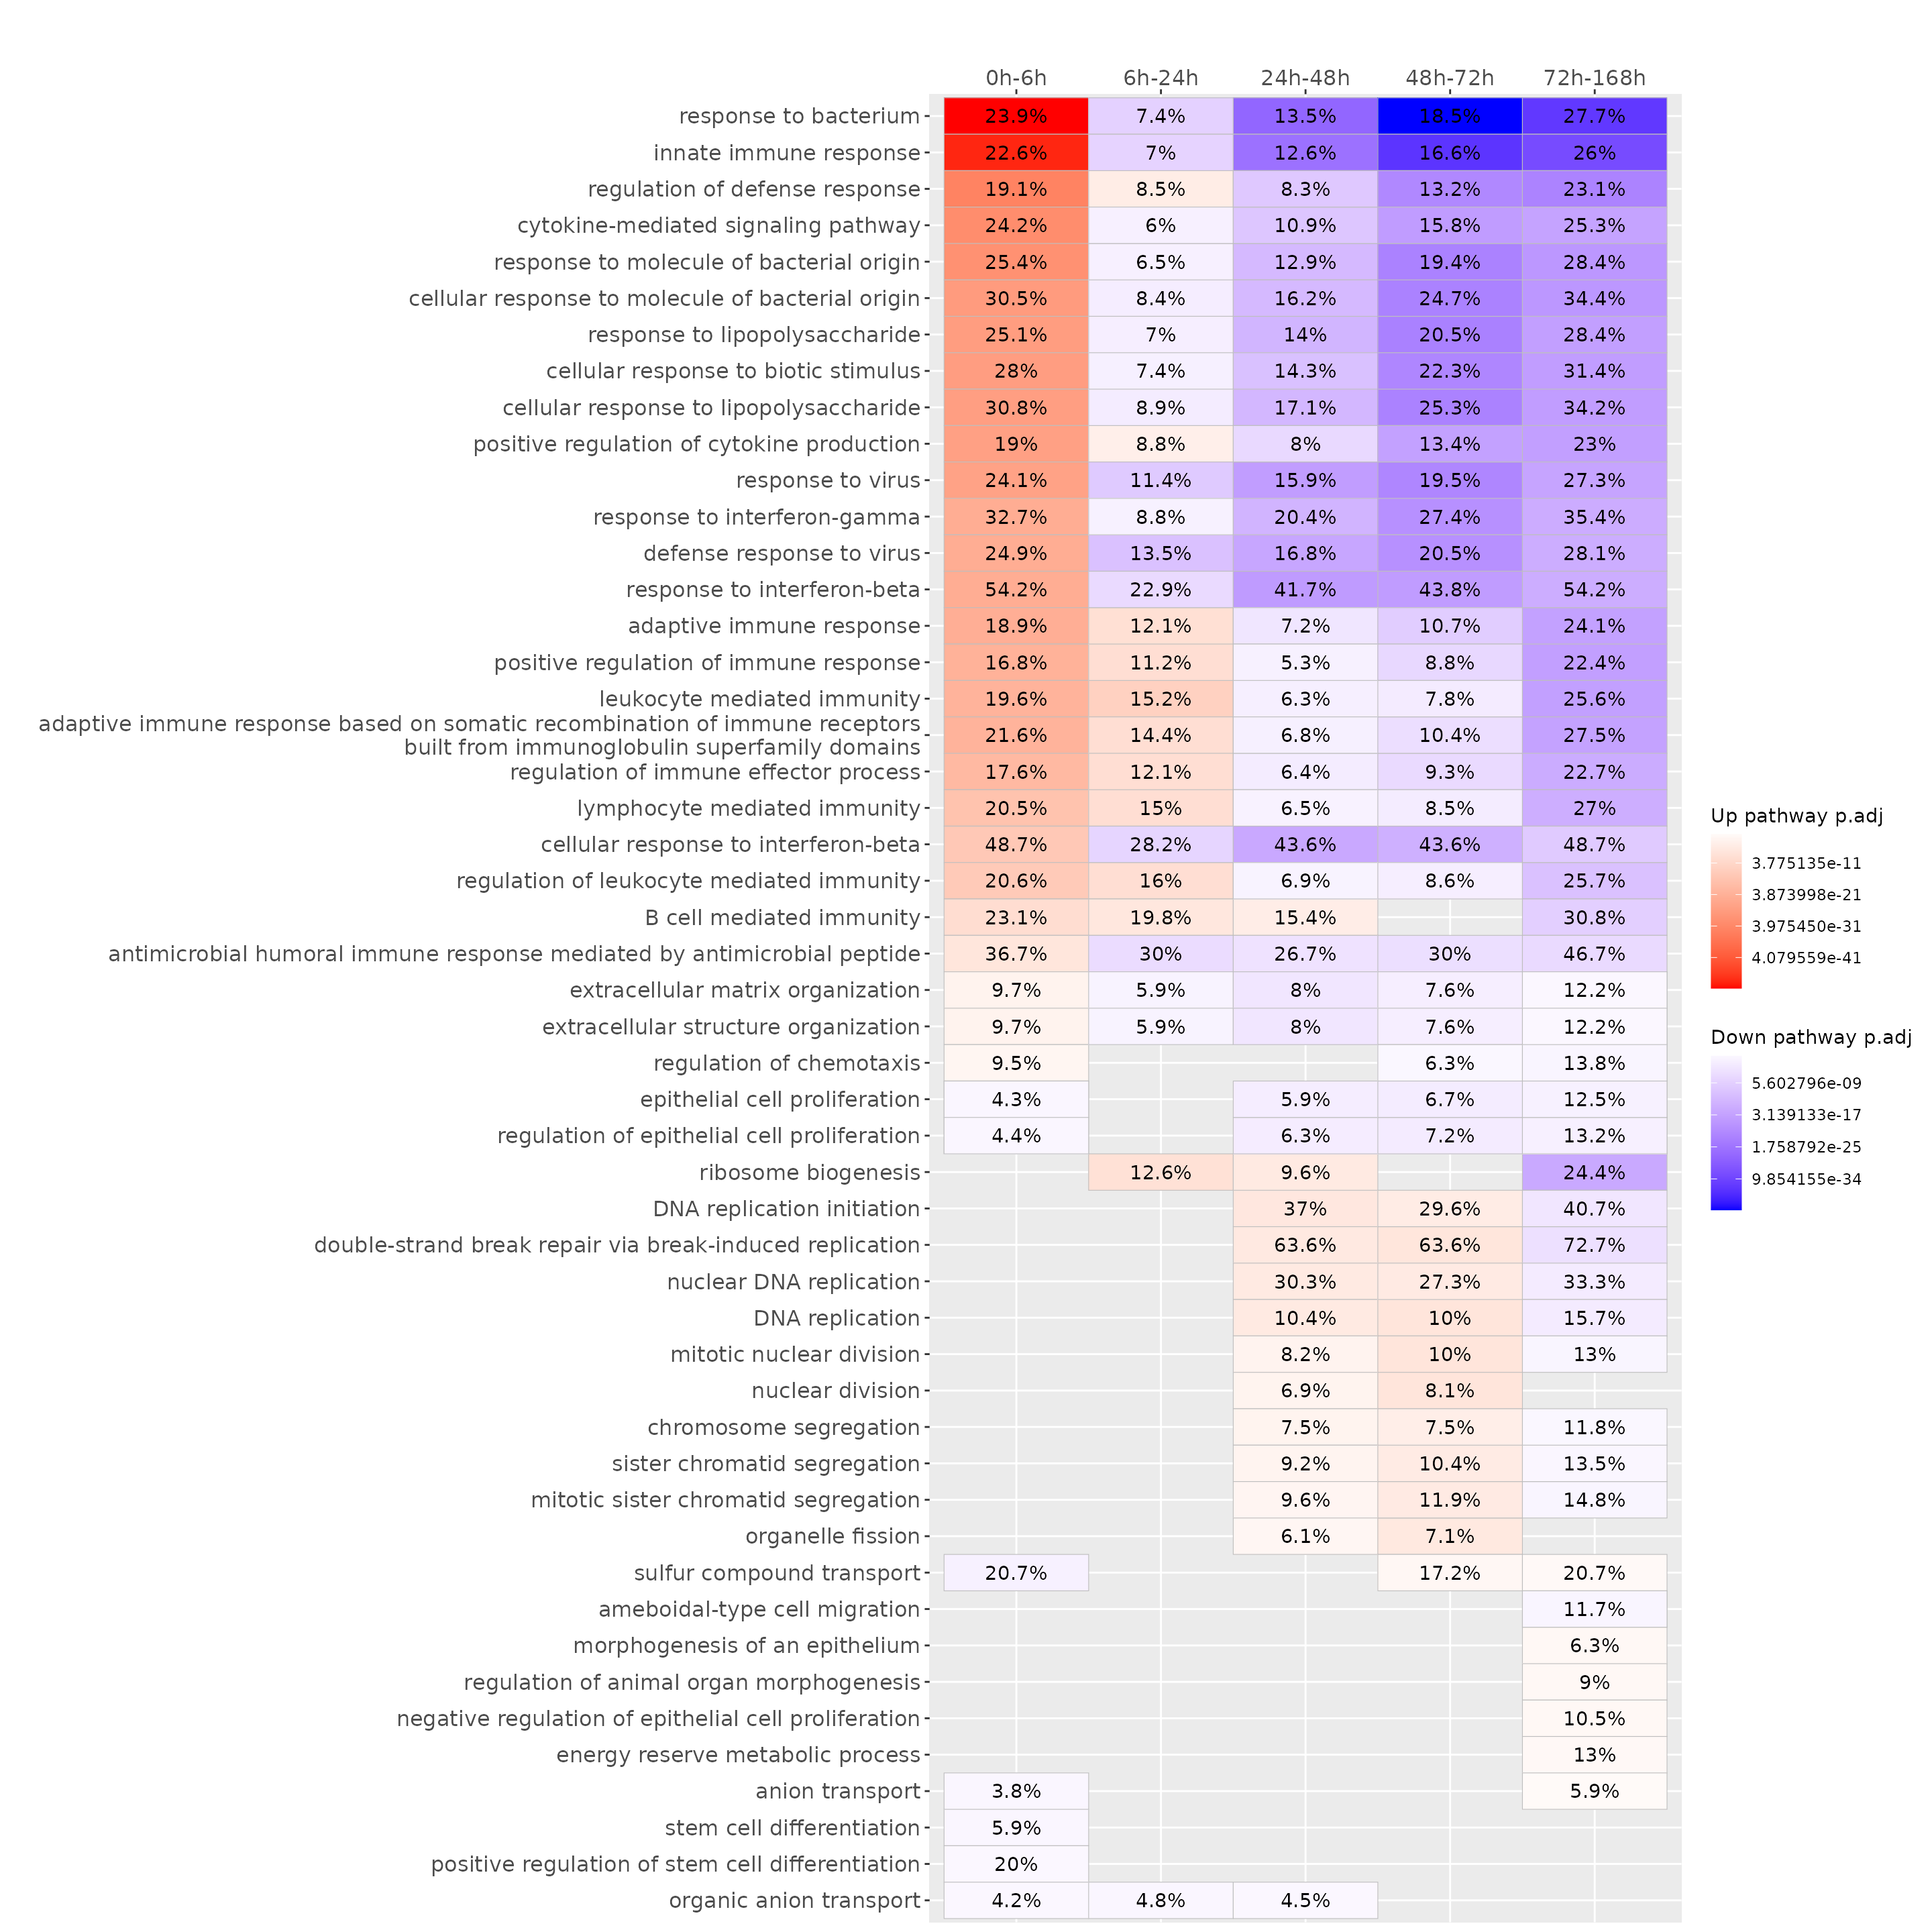 0h-6h 6h-24h 24h-48h 48h-72h 72h-168h
response to bacterium 23.9% 7.4% 13.5% 18.5% 27.7%
innate immune response 22.6% 7% 12.6% 16.6% 26%
regulation of defense response 19.1% 8.5% 8.3% 13.2% 23.1%
cytokine-mediated signaling pathway 24.2% 6% 10.9% 15.8% 25.3%
response to molecule of bacterial origin 25.4% 6.5% 12.9% 19.4% 28.4%
cellular response to molecule of bacterial origin 30.5% 8.4% 16.2% 24.7% 34.4%
response to lipopolysaccharide 25.1% 7% 14% 20.5% 28.4%
cellular response to biotic stimulus 28% 7.4% 14.3% 22.3% 31.4%
cellular response to lipopolysaccharide 30.8% 8.9% 17.1% 25.3% 34.2%
positive regulation of cytokine production 19% 8.8% 8% 13.4% 23%
response to virus 24.1% 11.4% 15.9% 19.5% 27.3%
response to interferon-gamma 32.7% 8.8% 20.4% 27.4% 35.4%
defense response to virus 24.9% 13.5% 16.8% 20.5% 28.1%
response to interferon-beta 54.2% 22.9% 41.7% 43.8% 54.2%
adaptive immune response 18.9% 12.1% 7.2% 10.7% 24.1%
positive regulation of immune response 16.8% 11.2% 5.3% 8.8% 22.4%
leukocyte mediated immunity 19.6% 15.2% 6.3% 7.8% 25.6%
adaptive immune response based on somatic recombination of immune receptors
built from immunoglobulin superfamily domains 21.6% 14.4% 6.8% 10.4% 27.5%
regulation of immune effector process 17.6% 12.1% 6.4% 9.3% 22.7%
lymphocyte mediated immunity 20.5% 15% 6.5% 8.5% 27%
cellular response to interferon-beta 48.7% 28.2% 43.6% 43.6% 48.7%
regulation of leukocyte mediated immunity 20.6% 16% 6.9% 8.6% 25.7%
B cell mediated immunity 23.1% 19.8% 15.4% 30.8%
antimicrobial humoral immune response mediated by antimicrobial peptide 36.7% 30% 26.7% 30% 46.7%
extracellular matrix organization 9.7% 5.9% 8% 7.6% 12.2%
extracellular structure organization 9.7% 5.9% 8% 7.6% 12.2%
regulation of chemotaxis 9.5% 6.3% 13.8%
epithelial cell proliferation 4.3% 5.9% 6.7% 12.5%
regulation of epithelial cell proliferation 4.4% 6.3% 7.2% 13.2%
ribosome biogenesis 12.6% 9.6% 24.4%
DNA replication initiation 37% 29.6% 40.7%
double-strand break repair via break-induced replication 63.6% 63.6% 72.7%
nuclear DNA replication 30.3% 27.3% 33.3%
DNA replication 10.4% 10% 15.7%
mitotic nuclear division 8.2% 10% 13%
nuclear division 6.9% 8.1%
chromosome segregation 7.5% 7.5% 11.8%
sister chromatid segregation 9.2% 10.4% 13.5%
mitotic sister chromatid segregation 9.6% 11.9% 14.8%
organelle fission 6.1% 7.1%
sulfur compound transport 20.7% 17.2% 20.7%
ameboidal-type cell migration 11.7%
morphogenesis of an epithelium 6.3%
regulation of animal organ morphogenesis 9%
negative regulation of epithelial cell proliferation 10.5%
energy reserve metabolic process 13%
anion transport 3.8% 5.9%
stem cell differentiation 5.9%
positive regulation of stem cell differentiation 20%
organic anion transport 4.2% 4.8% 4.5%
Up pathway p.adj
3.775135e-11
3.873998e-21
3.975450e-31
4.079559e-41
Down pathway p.adj
5.602796e-09
3.139133e-17
1.758792e-25
9.854155e-34